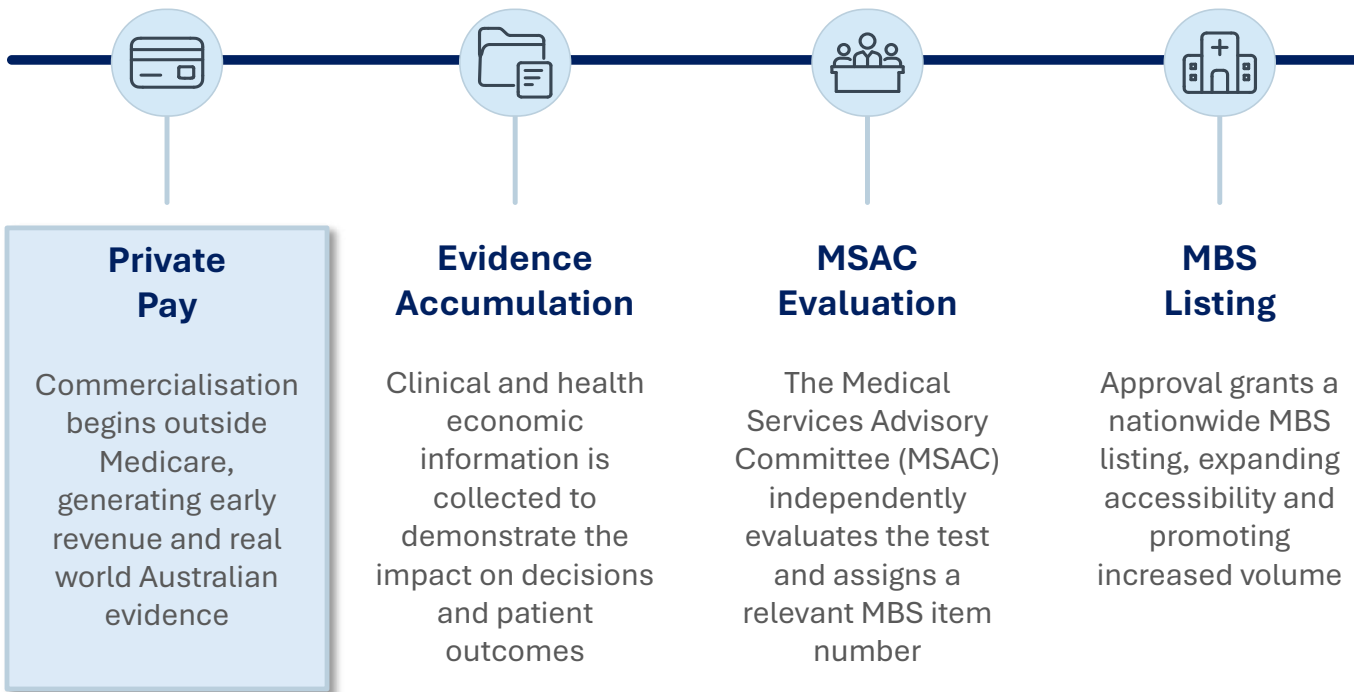 Private
Pay
Commercialisation
begins outside
Medicare,
generating early
revenue and real
world Australian
evidence
Evidence
Accumulation
Clinical and health
economic
information is
collected to
demonstrate the
impact on decisions
and patient
outcomes
MSAC
Evaluation
The Medical
Services Advisory
Committee (MSAC)
independently
evaluates the test
and assigns a
relevant MBS item
number
MBS
Listing
Approval grants a
nationwide MBS
listing, expanding
accessibility and
promoting
increased volume